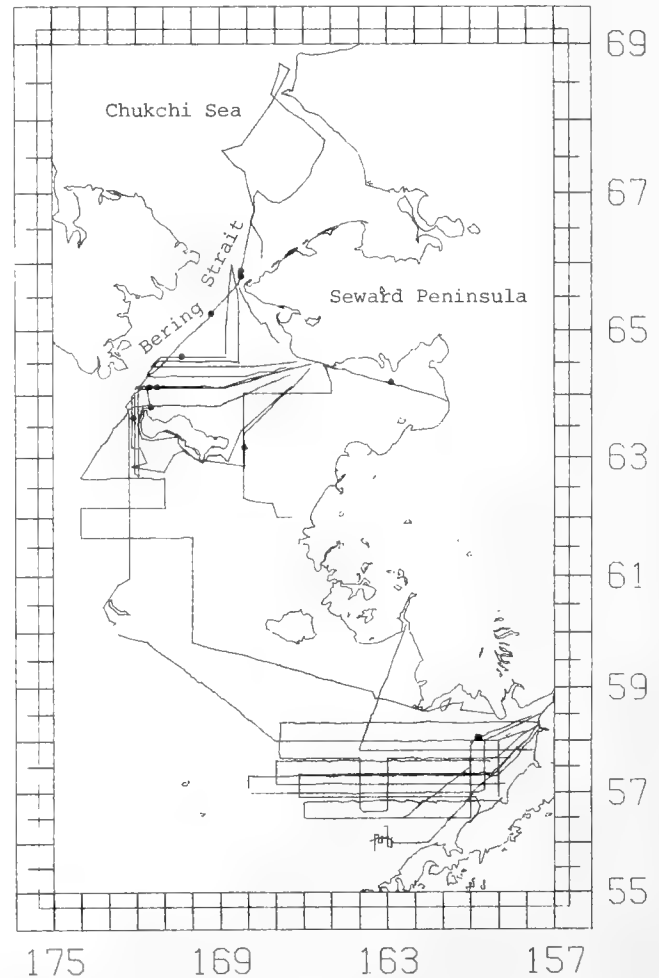 69
Chukchi Sea
67
Bering Strait
Seward Peninsula
65
63
61
59
57
55
175 169 163 157